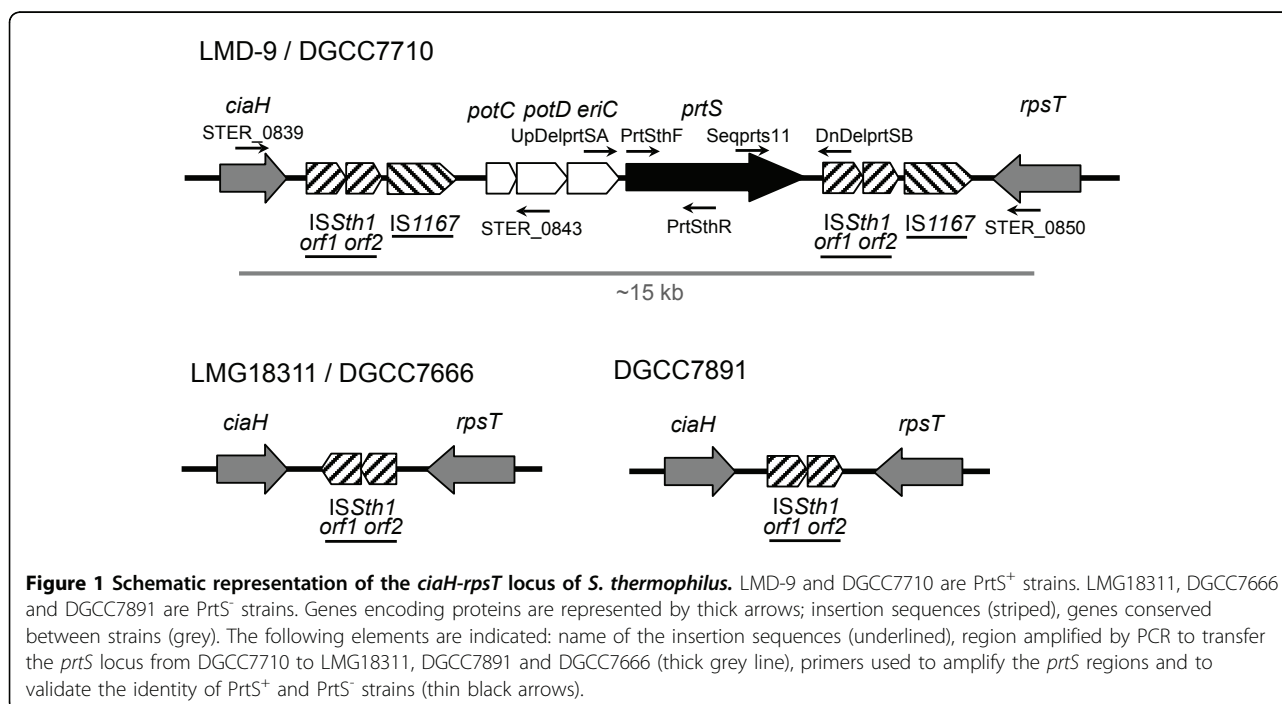 LMD-9 / DGCC7710
ciaH
potC potD eriC
prtS
rpsT
STER_0839
UpDelprtSA
PrtSthF
Seqprts11
DnDelprtSB
ISSth1
orf1 orf2
IS1167
STER_0843
PrtSthR
ISSth1
orf1 orf2
IS1167
STER_0850
~15 kb
LMG18311 / DGCC7666
ciaH
rpsT
ISSth1
orf1 orf2
DGCC7891
ciaH
rpsT
ISSth1
orf1 orf2
Figure 1 Schematic representation of the ciaH-rpsT locus of S. thermophilus. LMD-9 and DGCC7710 are PrtS⁺ strains. LMG18311, DGCC7666
and DGCC7891 are PrtS⁻ strains. Genes encoding proteins are represented by thick arrows; insertion sequences (striped), genes conserved
between strains (grey). The following elements are indicated: name of the insertion sequences (underlined), region amplified by PCR to transfer
the prtS locus from DGCC7710 to LMG18311, DGCC7891 and DGCC7666 (thick grey line), primers used to amplify the prtS regions and to
validate the identity of PrtS⁺ and PrtS⁻ strains (thin black arrows).